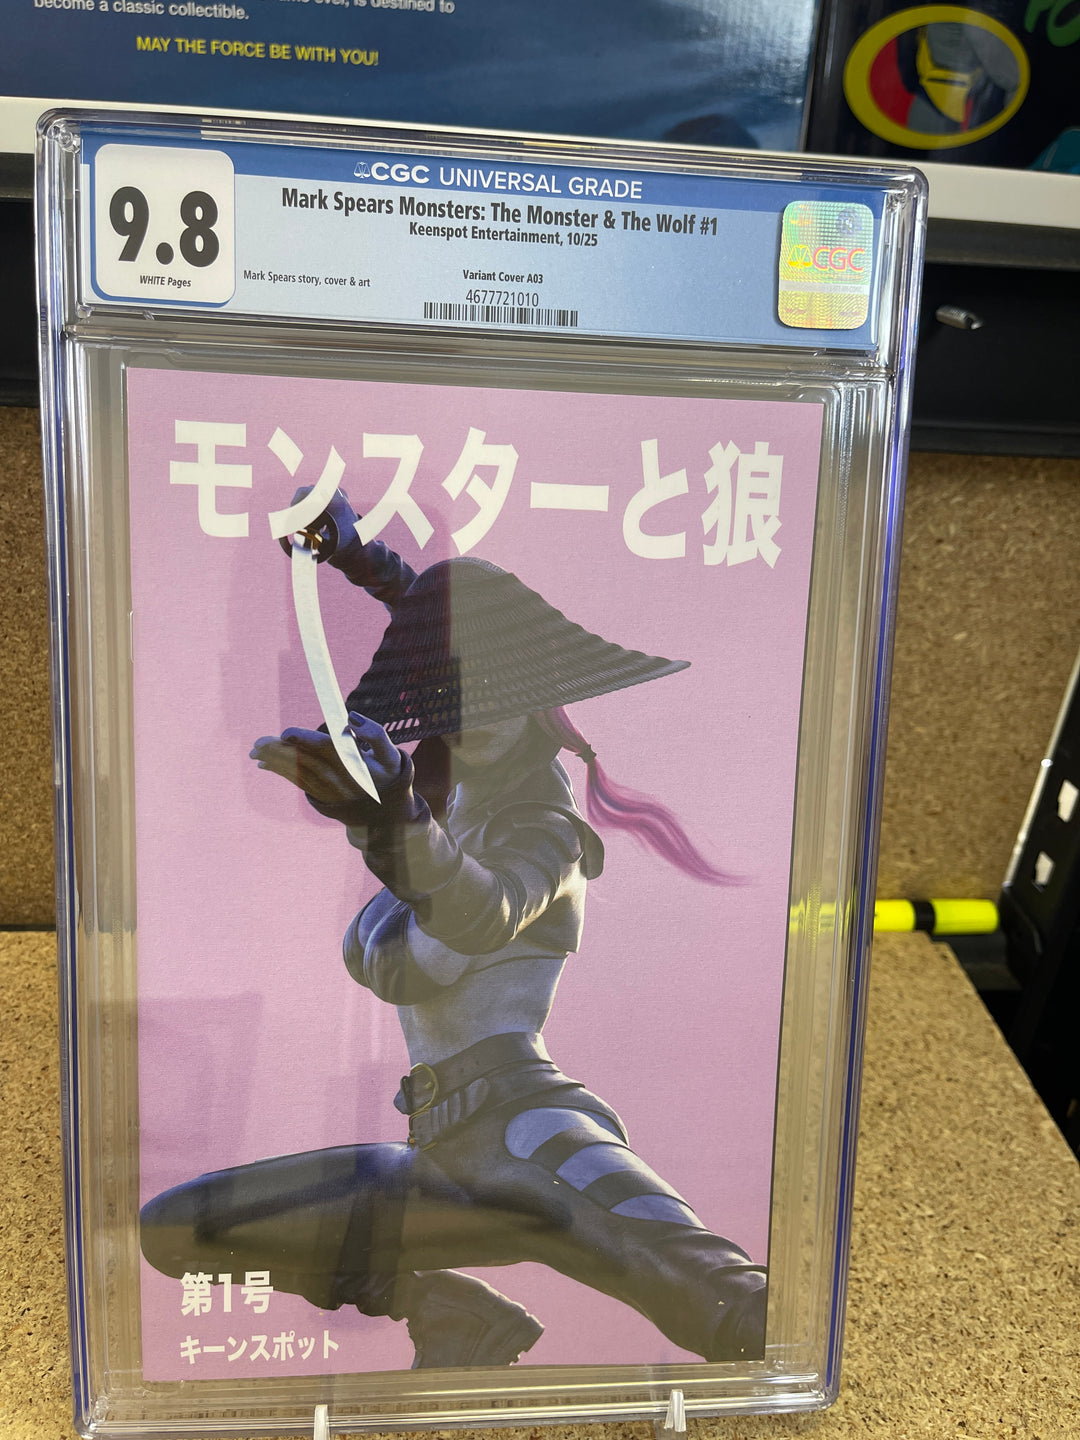 become a classic collectible.
MAY THE FORCE BE WITH YOU!
CGC UNIVERSAL GRADE
9.8
WHITE Pages
Mark Spears Monsters: The Monster & The Wolf #1
Keenspot Entertainment, 10/25
Mark Spears story, cover & art
Variant Cover A03
4677721010
CGC
モンスターと狼
第1号
キーンスポット